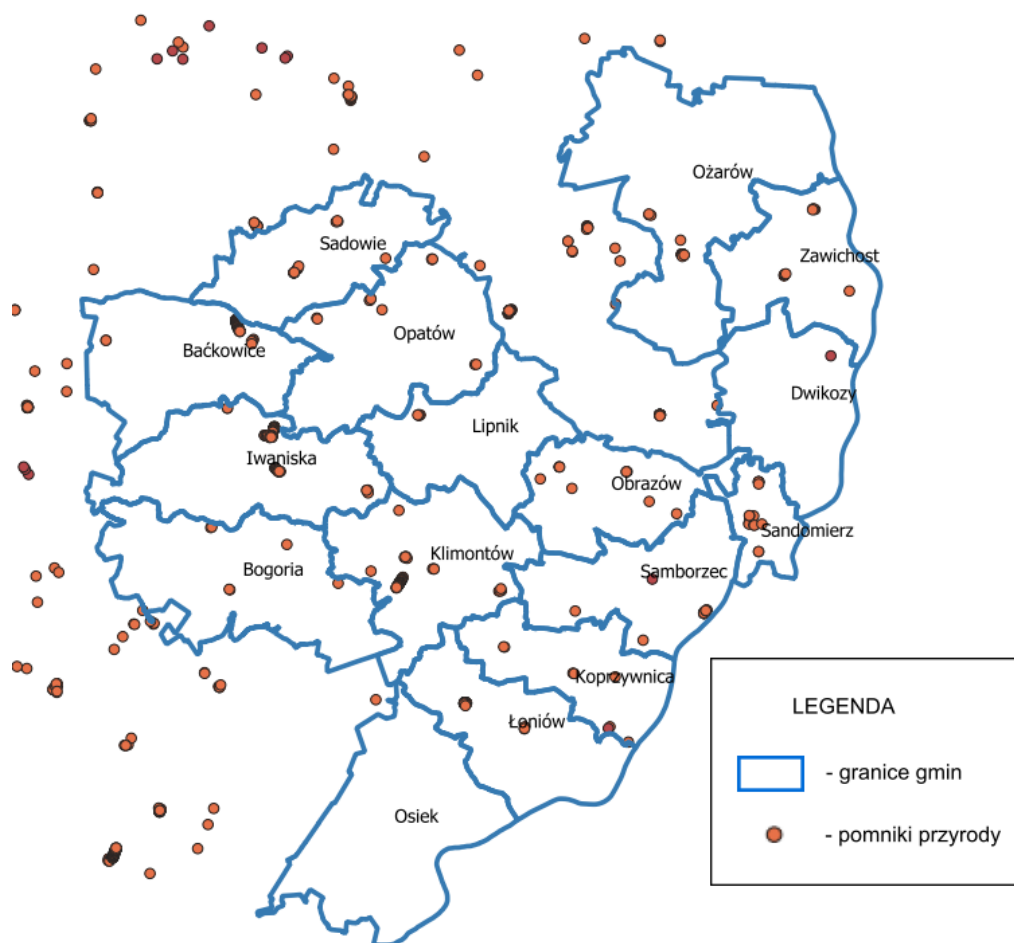 Ożarów
Sadowie
Zawichost
Opatów
Baćkowice
Dwikozy
Lipnik
Iwaniska
Obrazów
Sandomierz
Klimontów
Bogoria
Samborzec
Koprzywnica
Łoniów
Osiek
LEGENDA
- granice gmin
- pomniki przyrody